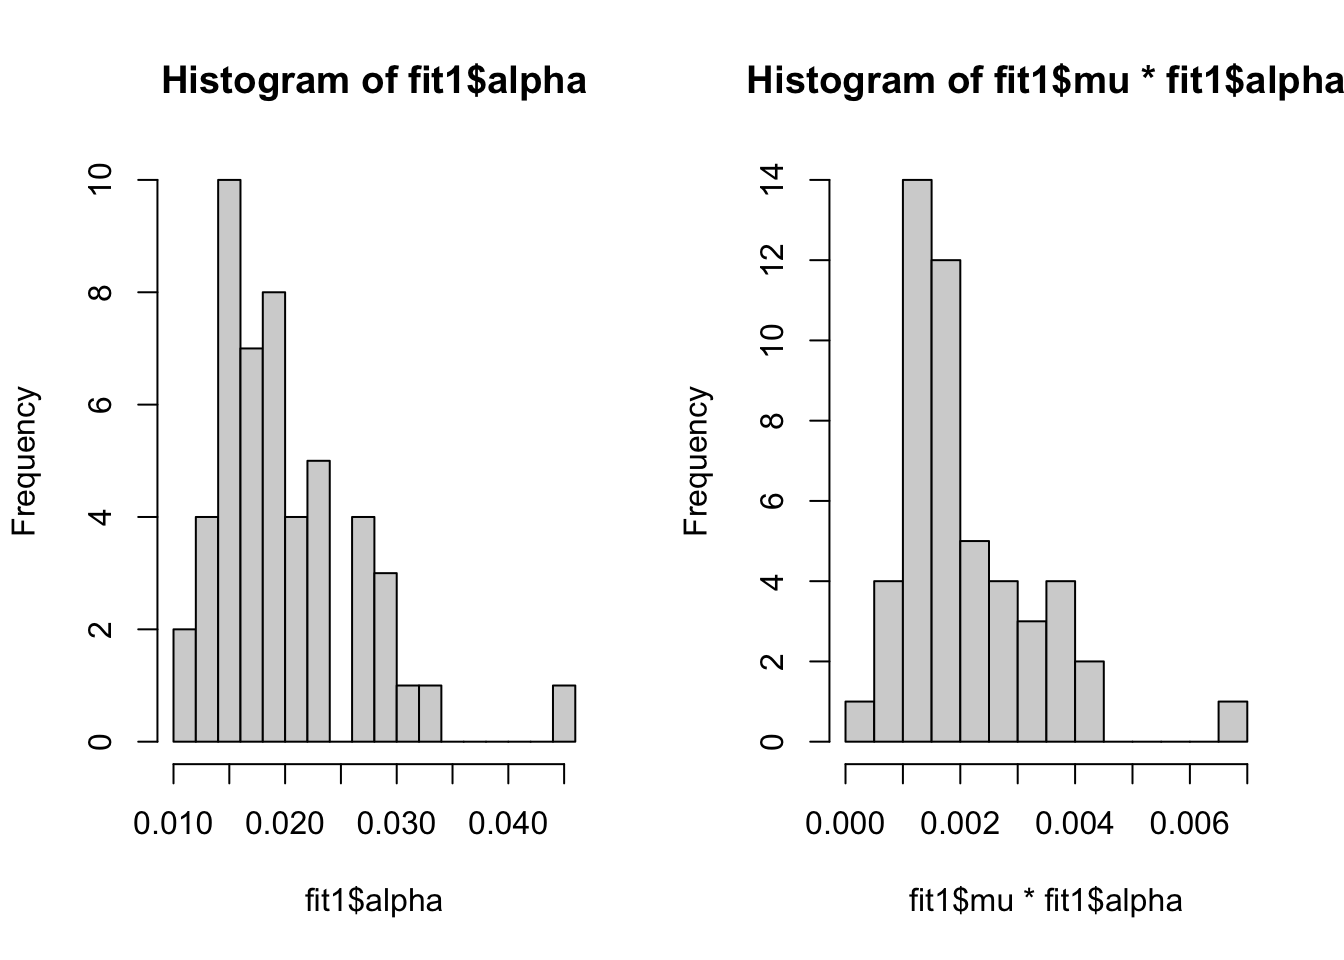 Histogram of fit1$alpha
Frequency
0 2 4 6 8 10
0.010 0.020 0.030 0.040
fit1$alpha
Histogram of fit1$mu * fit1$alpha
Frequency
0 2 4 6 8 10 12 14
0.000 0.002 0.004 0.006
fit1$mu * fit1$alpha